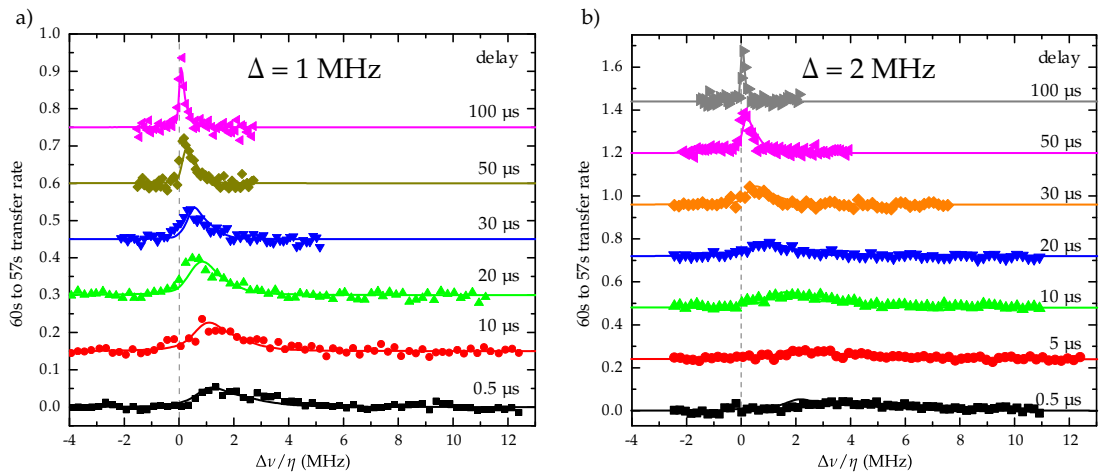 a)
60s to 57s transfer rate
1.0
0.9
0.8
0.7
0.6
0.5
0.4
0.3
0.2
0.1
0.0
Δ = 1 MHz
delay
100 µs
50 µs
30 µs
20 µs
10 µs
0.5 µs
-4 -2 0 2 4 6 8 10 12
Δν/η (MHz)
b)
60s to 57s transfer rate
1.6
1.4
1.2
1.0
0.8
0.6
0.4
0.2
0.0
Δ = 2 MHz
delay
100 µs
50 µs
30 µs
20 µs
10 µs
5 µs
0.5 µs
-4 -2 0 2 4 6 8 10 12
Δν/η (MHz)